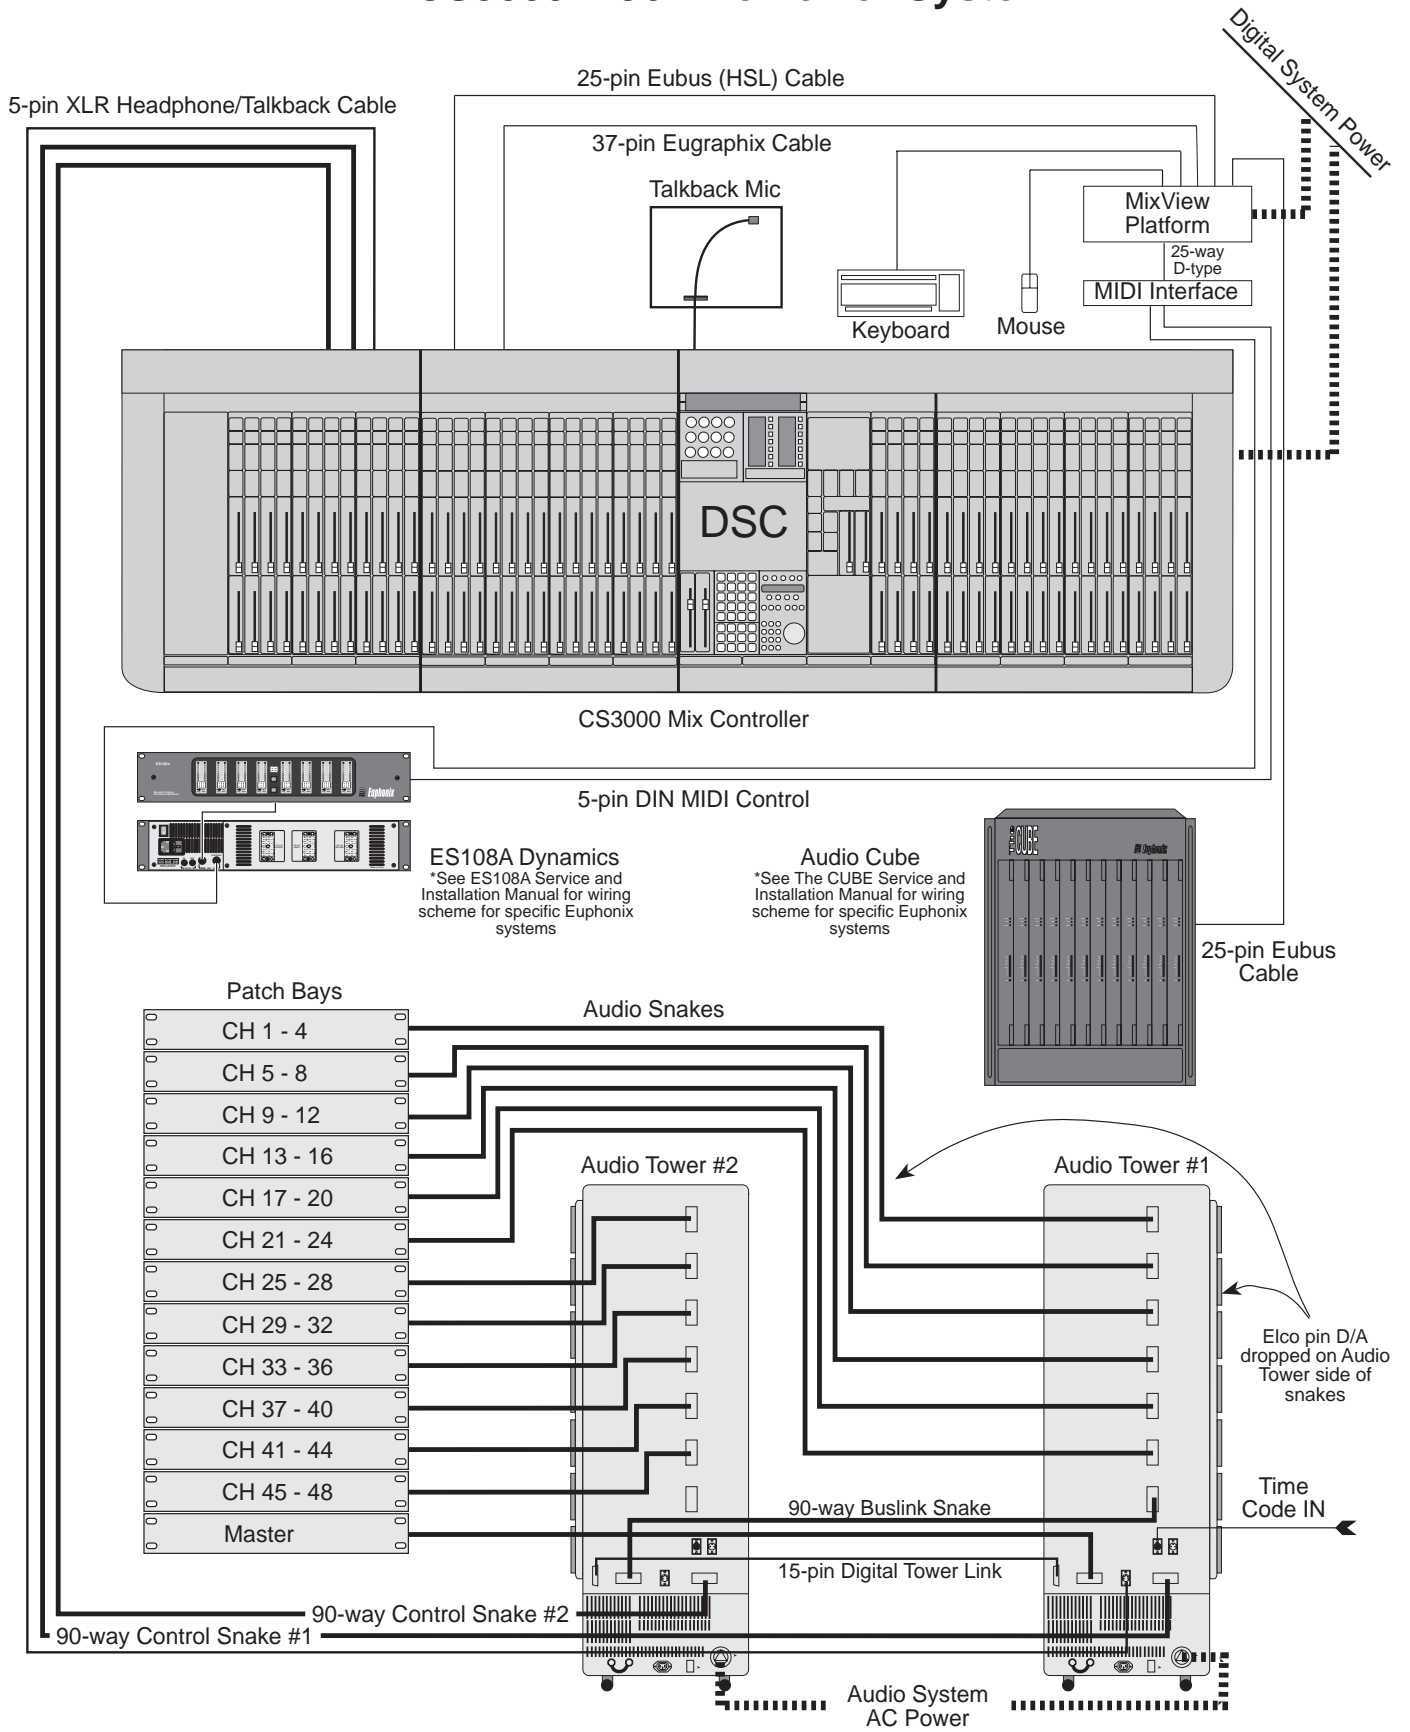 Digital System Power
25-pin Eubus (HSL) Cable
5-pin XLR Headphone/Talkback Cable
37-pin Eugraphix Cable
Talkback Mic
MixView
Platform
25-way
D-type
MIDI Interface
Keyboard
Mouse
DSC
CS3000 Mix Controller
Euphonix
5-pin DIN MIDI Control
ES108A Dynamics
*See ES108A Service and
Installation Manual for wiring
scheme for specific Euphonix
systems
Audio Cube
*See The CUBE Service and
Installation Manual for wiring
scheme for specific Euphonix
systems
CUBE
Euphonix
25-pin Eubus
Cable
Patch Bays
Audio Snakes
CH 1 - 4
CH 5 - 8
CH 9 - 12
CH 13 - 16
CH 17 - 20
CH 21 - 24
CH 25 - 28
CH 29 - 32
CH 33 - 36
CH 37 - 40
CH 41 - 44
CH 45 - 48
Master
Audio Tower #2
Audio Tower #1
Elco pin D/A
dropped on Audio
Tower side of
snakes
Time
Code IN
90-way Buslink Snake
15-pin Digital Tower Link
90-way Control Snake #2
90-way Control Snake #1
Audio System
AC Power